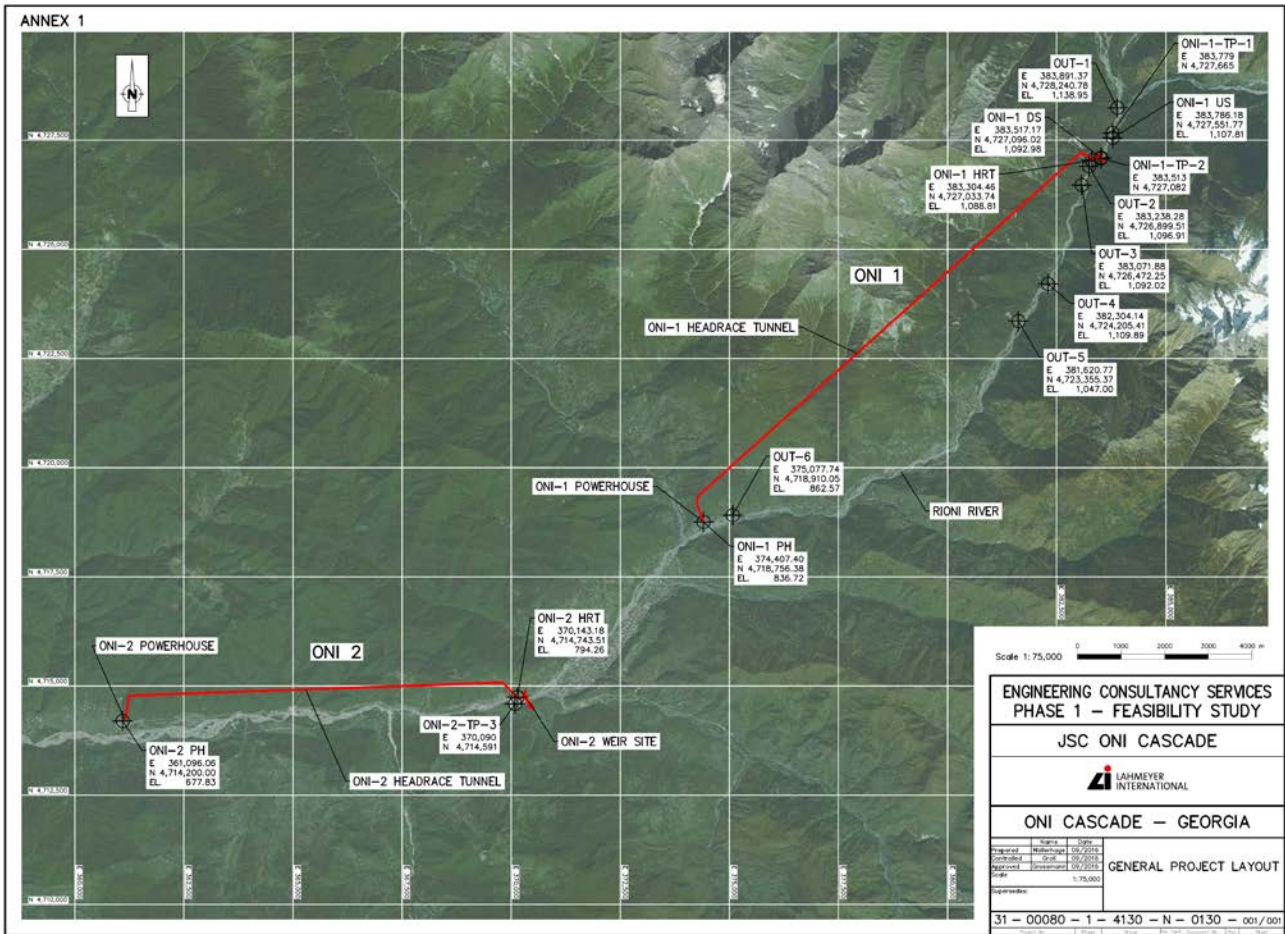 ANNEX 1
N
OUT-1
E 383,891.37
N 4,728,240.78
EL. 1,138.95
ONI-1-TP-1
E 383,779
N 4,727,665
ONI-1 US
E 383,786.18
N 4,727,551.77
EL. 1,107.81
ONI-1 DS
E 383,517.17
N 4,727,096.02
EL. 1,092.98
ONI-1-TP-2
E 383,513
N 4,727,082
ONI-1 HRT
E 383,304.46
N 4,727,033.74
EL. 1,088.81
OUT-2
E 383,238.28
N 4,726,899.51
EL. 1,096.91
OUT-3
E 383,071.88
N 4,726,472.25
EL. 1,092.02
OUT-4
E 382,304.14
N 4,724,205.41
EL. 1,109.89
OUT-5
E 381,620.77
N 4,723,355.37
EL. 1,047.00
ONI 1
ONI-1 HEADRACE TUNNEL
OUT-6
E 375,077.74
N 4,718,910.05
EL. 862.57
ONI-1 POWERHOUSE
RIONI RIVER
ONI-1 PH
E 374,407.40
N 4,718,756.38
EL. 836.72
ONI-2 HRT
E 370,143.18
N 4,714,743.51
EL. 794.26
ONI-2 POWERHOUSE
ONI 2
ONI-2-TP-3
E 370,090
N 4,714,591
ONI-2 WEIR SITE
ONI-2 PH
E 361,096.06
N 4,714,200.00
EL. 677.83
ONI-2 HEADRACE TUNNEL
N 4,727,500
N 4,725,000
N 4,722,500
N 4,720,000
N 4,717,500
N 4,715,000
N 4,712,500
N 4,710,000
Scale 1:75,000
0 1000 2000 3000 4000 m
ENGINEERING CONSULTANCY SERVICES
PHASE 1 – FEASIBILITY STUDY
JSC ONI CASCADE
LAHMEYER
INTERNATIONAL
ONI CASCADE – GEORGIA
Name Date
Prepared 09/2016
Controlled 09/2016
Approved 09/2016
Scale 1:75,000
Supersedes:
GENERAL PROJECT LAYOUT
31 – 00080 – 1 – 4130 – N – 0130 – 001/001